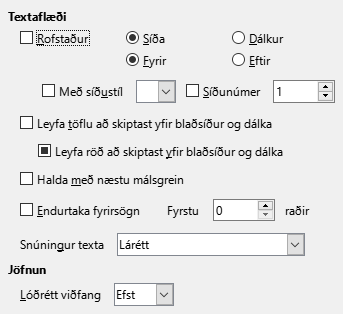 Textaflæði
Rofstaður Síða Dálkur
Fyrir Eftir
Með síðustíl Síðunúmer 1
Leyfa töflu að skiptast yfir blaðsíður og dálka
Leyfa röð að skiptast yfir blaðsíður og dálka
Halda með næstu málsgrein
Endurtaka fyrirsögn Fyrstu 0 raðir
Snúningur texta Lárétt
Jöfnun
Lóðrétt viðfang Efst